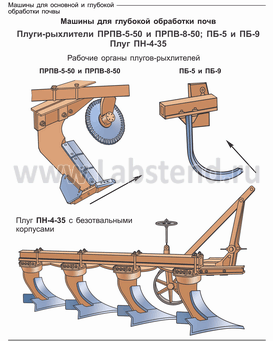 Машины для основной и глубокой
обработки почвы
Машины для глубокой обработки почв
Плуги-рыхлители ПРПВ-5-50 и ПРПВ-8-50; ПБ-5 и ПБ-9
Плуг ПН-4-35
Рабочие органы плугов-рыхлителей
ПРПВ-5-50 и ПРПВ-8-50
ПБ-5 и ПБ-9
www.labstend.ru
Плуг ПН-4-35 с безотвальными
корпусами